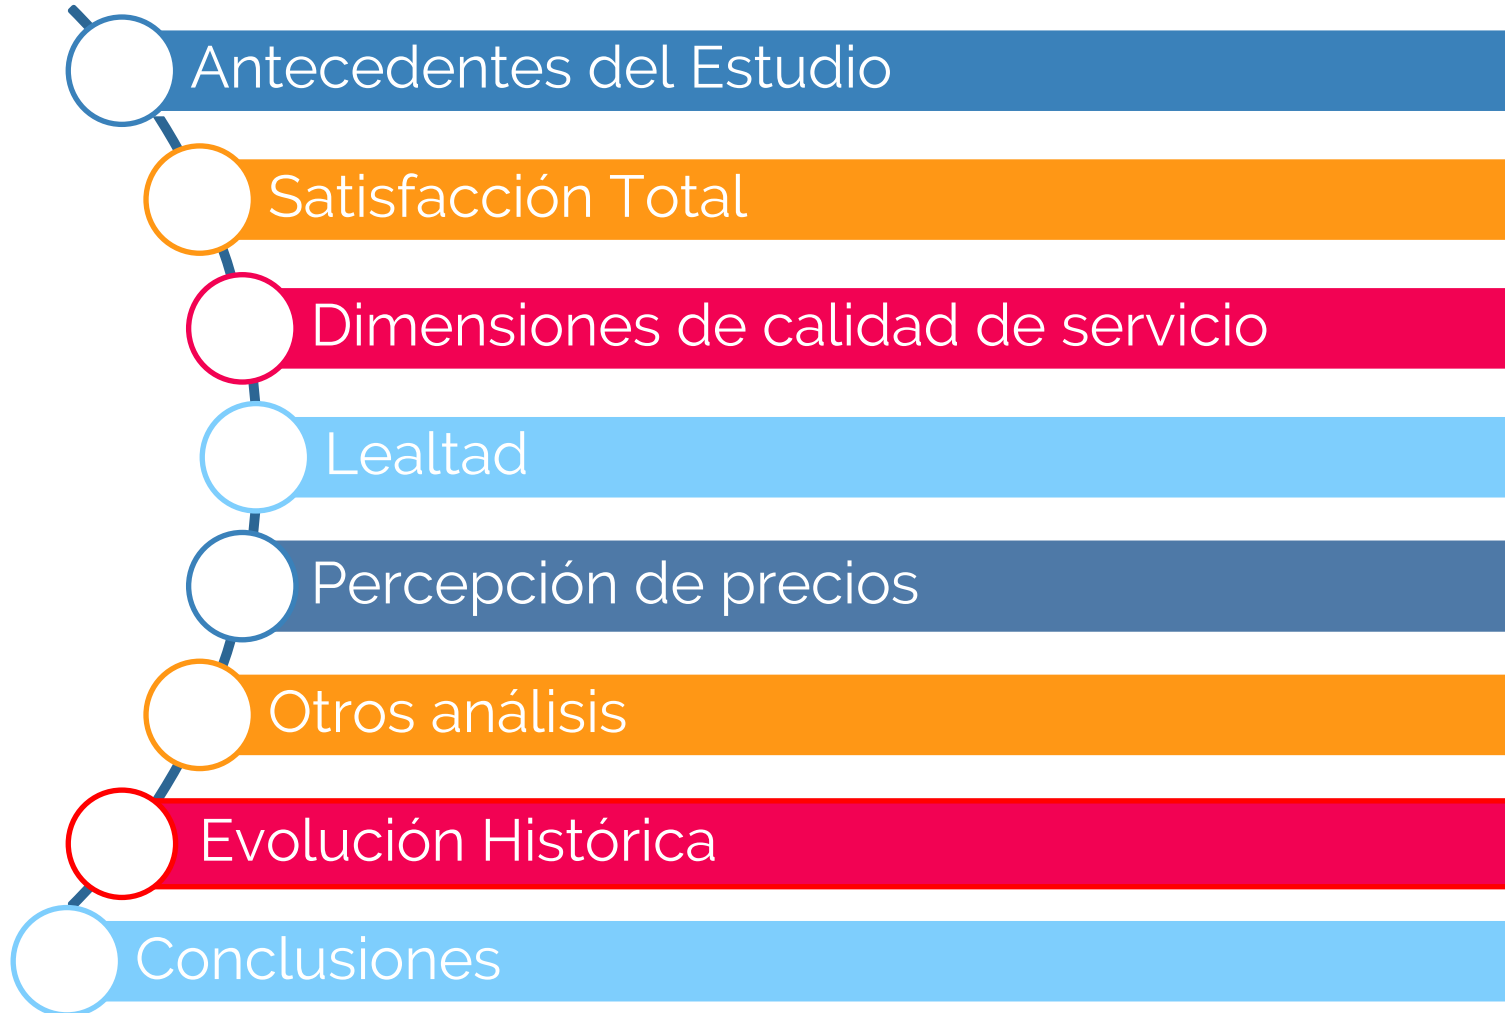 Antecedentes del Estudio
Satisfacción Total
Dimensiones de calidad de servicio
Lealtad
Percepción de precios
Otros análisis
Evolución Histórica
Conclusiones